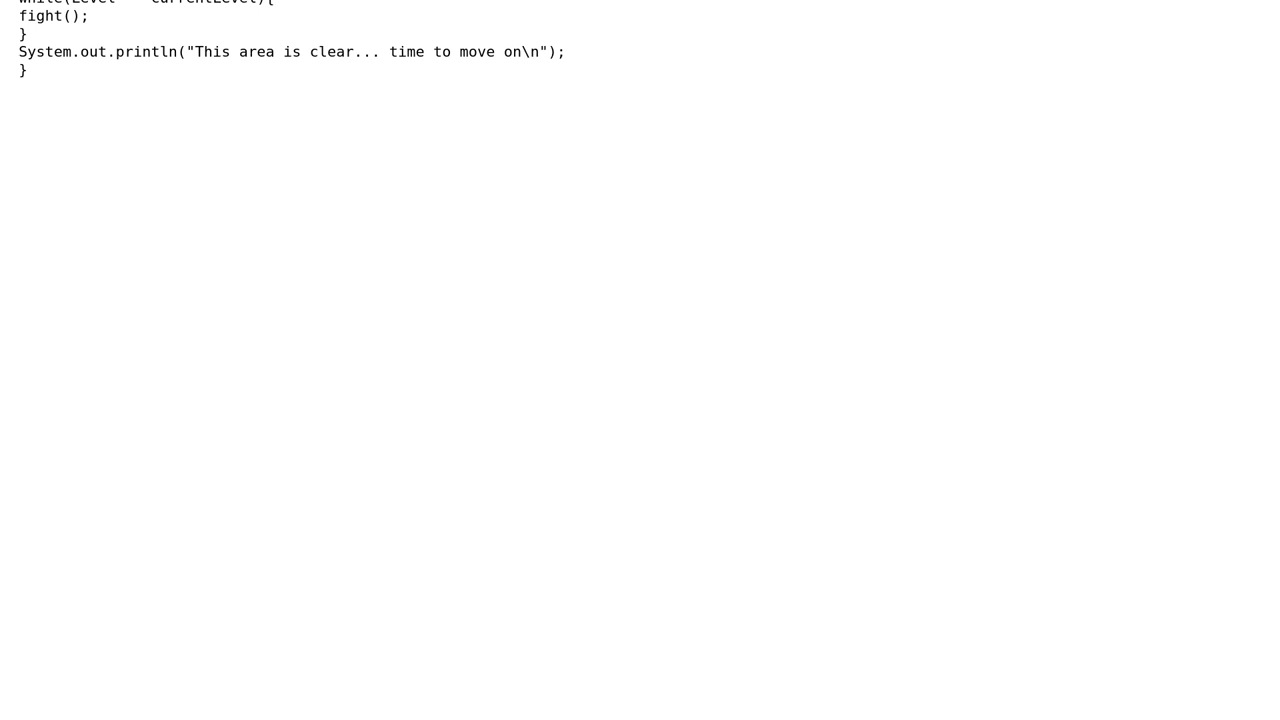 fight();
}
System.out.println("This area is clear... time to move on\n");
}